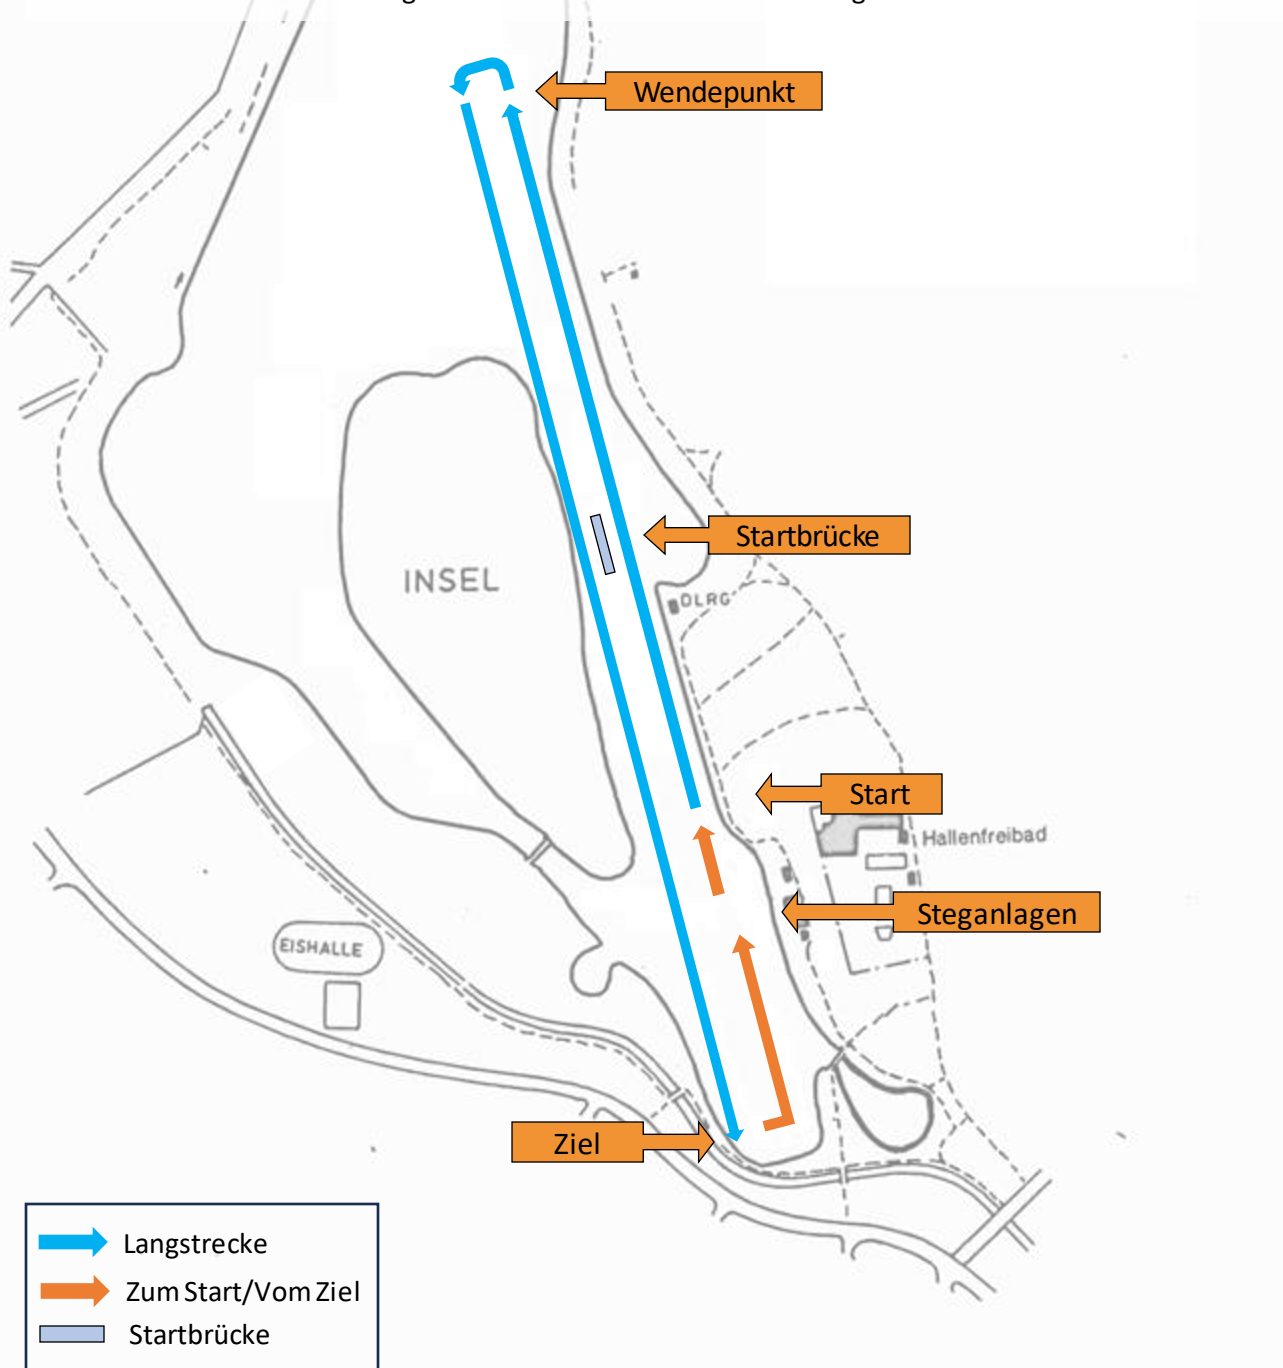 Wendepunkt
Startbrücke
INSEL
DLRG
Start
Hallenfreibad
Steganlagen
EISHALLE
Ziel
Langstrecke
Zum Start/Vom Ziel
Startbrücke